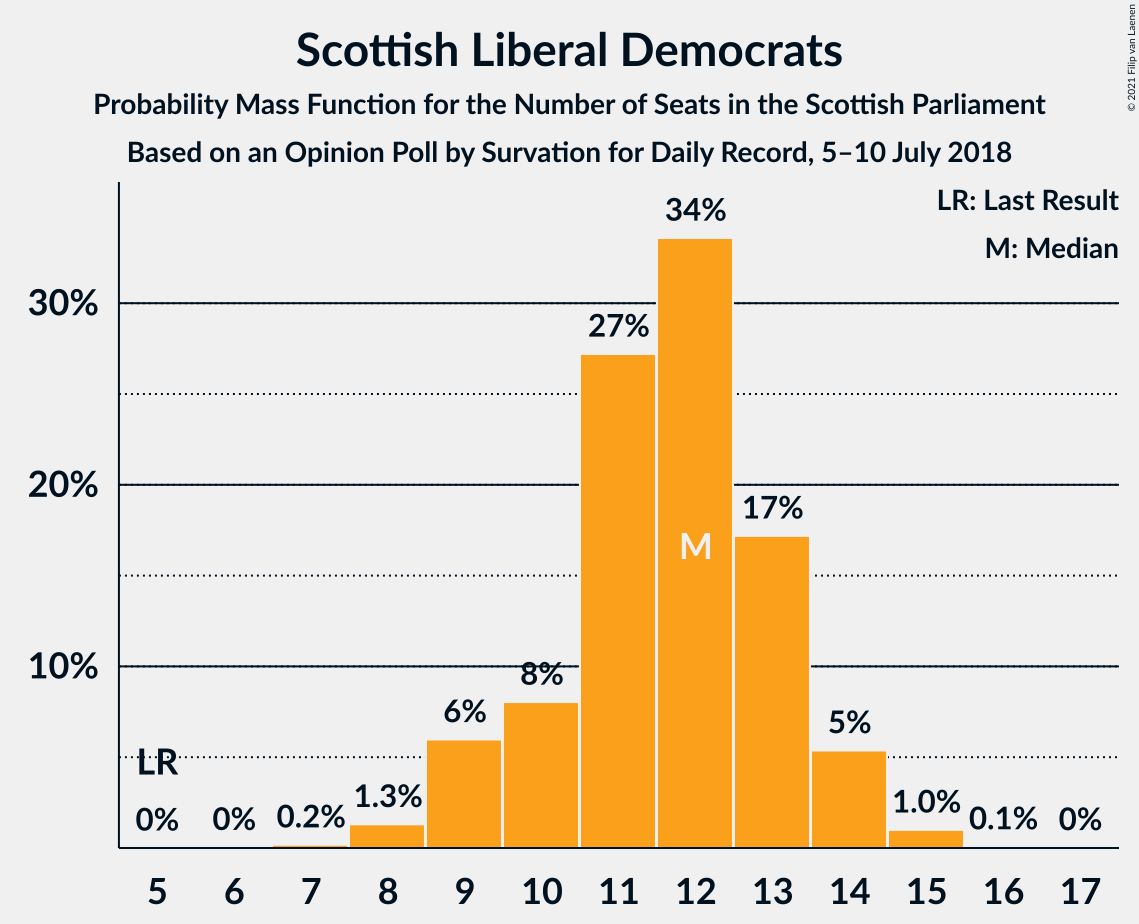 Scottish Liberal Democrats
Probability Mass Function for the Number of Seats in the Scottish Parliament
Based on an Opinion Poll by Survation for Daily Record, 5–10 July 2018
© 2021 Filip van Laenen
LR: Last Result
M: Median
34%
30%
27%
20%
17%
M
10%
8%
6%
5%
LR
1.3%
1.0%
0%
0%
0.2%
0.1%
0%
5 6 7 8 9 10 11 12 13 14 15 16 17